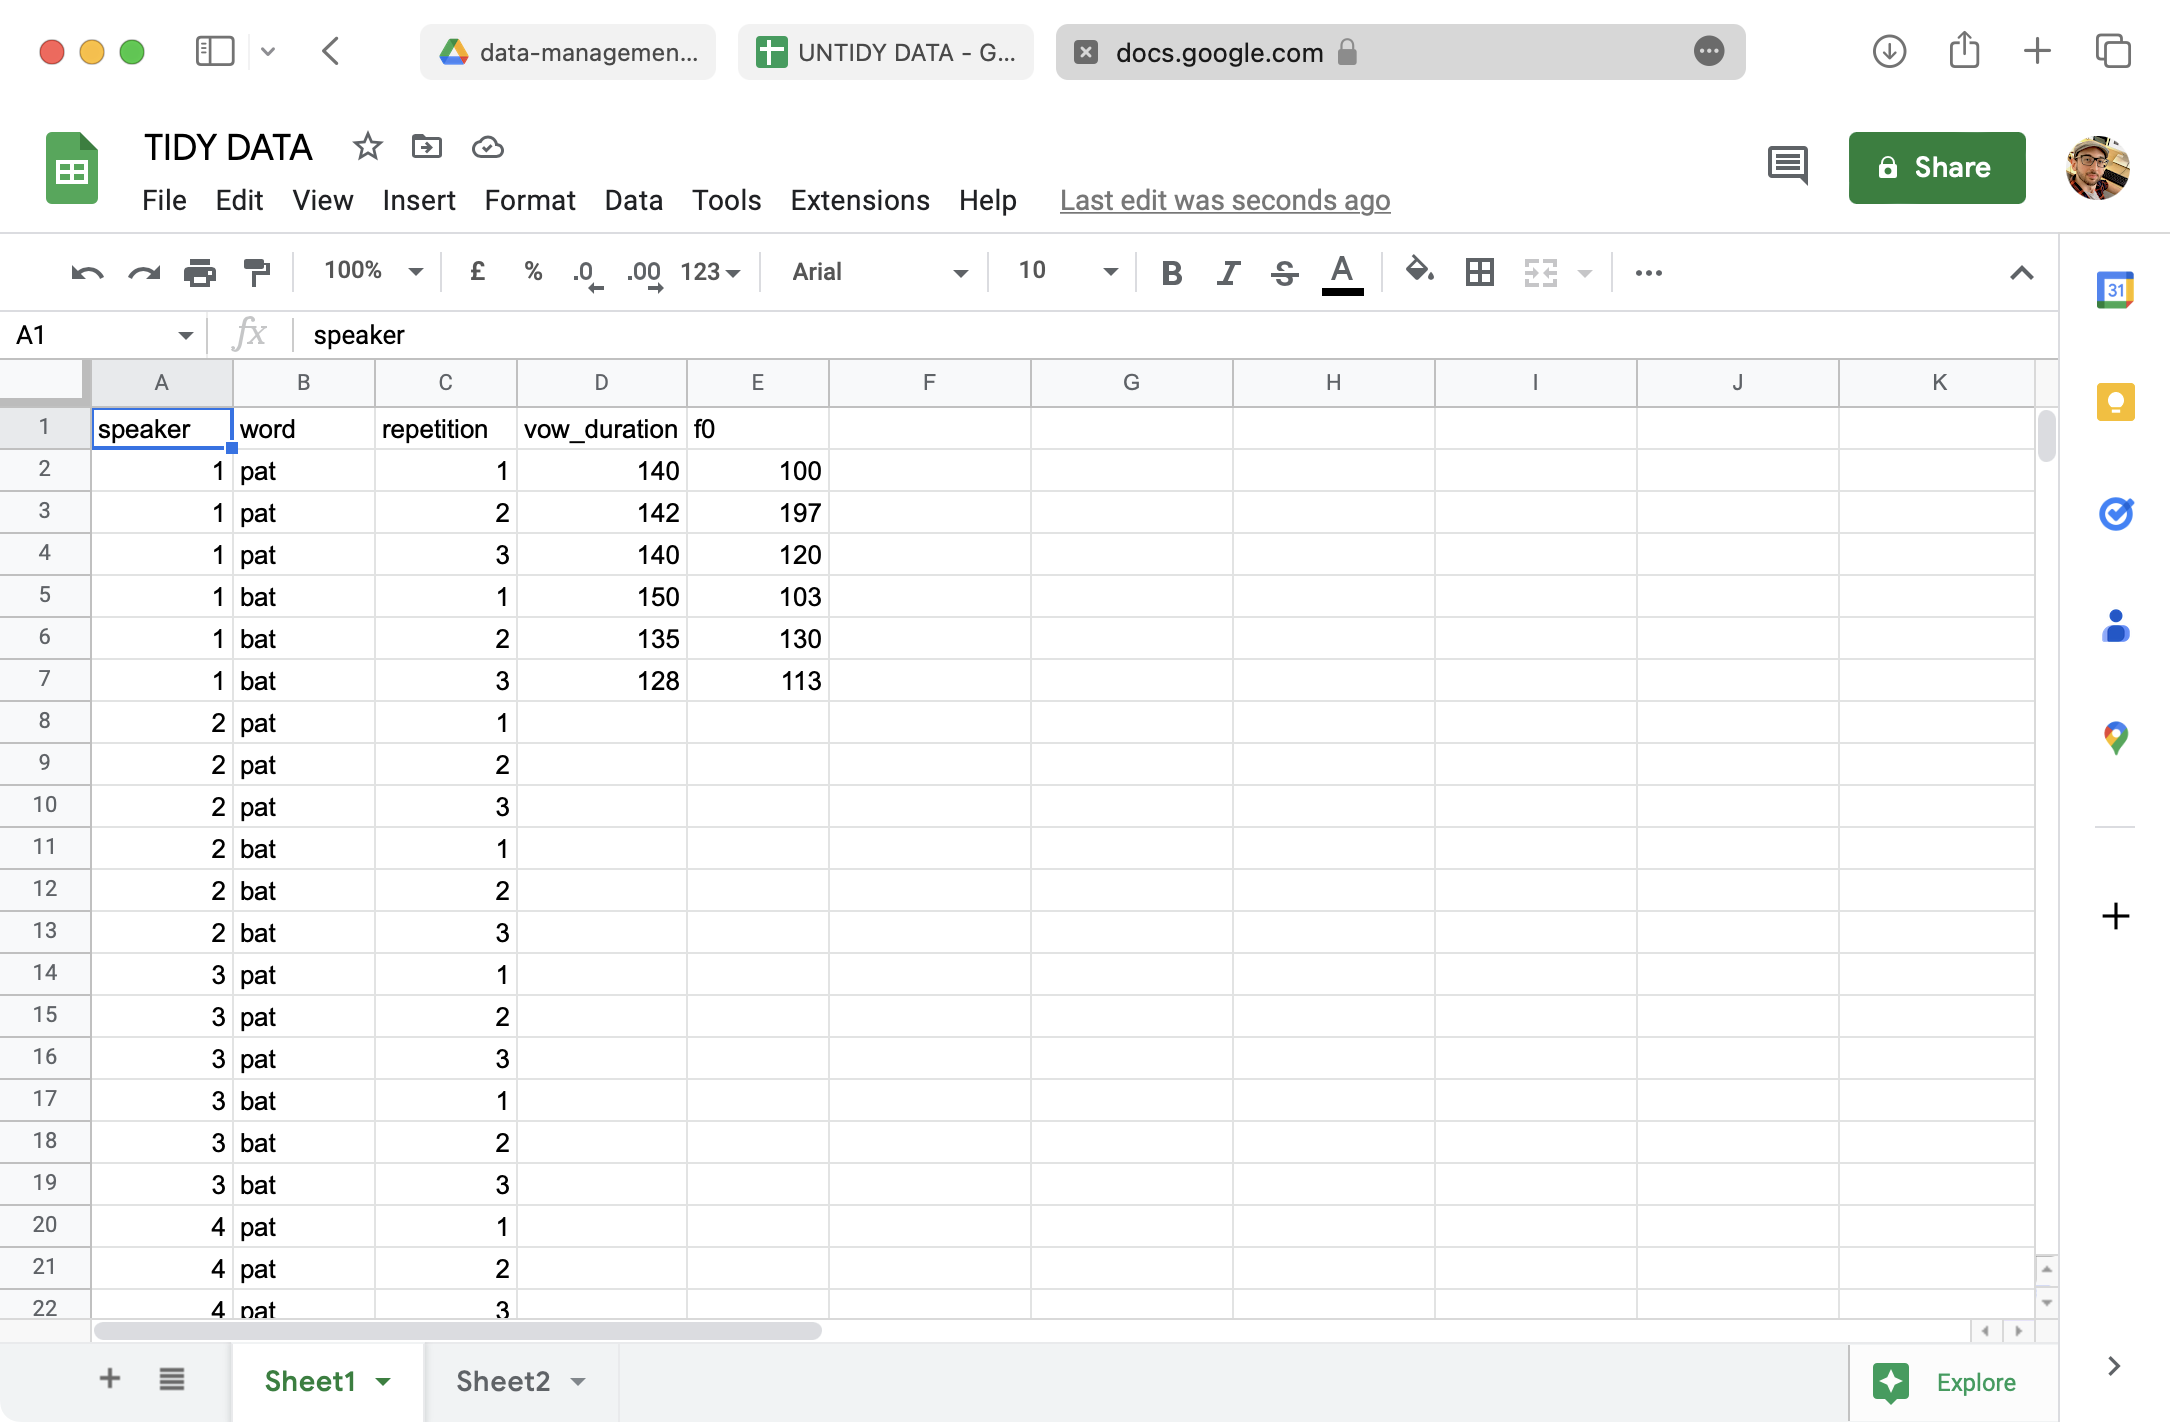 data-managemen... UNTIDY DATA - G... docs.google.com
TIDY DATA
Share
File Edit View Insert Format Data Tools Extensions Help Last edit was seconds ago
100% £ % .0 .00 123 Arial 10 B I S A
31
A1 fx speaker
A B C D E F G H I J K
1 speaker word repetition vow_duration f0
2 1 pat 1 140 100
3 1 pat 2 142 197
4 1 pat 3 140 120
5 1 bat 1 150 103
6 1 bat 2 135 130
7 1 bat 3 128 113
8 2 pat 1
9 2 pat 2
10 2 pat 3
11 2 bat 1
12 2 bat 2
13 2 bat 3
14 3 pat 1
15 3 pat 2
16 3 pat 3
17 3 bat 1
18 3 bat 2
19 3 bat 3
20 4 pat 1
21 4 pat 2
22 4 pat 3
Sheet1 Sheet2 Explore